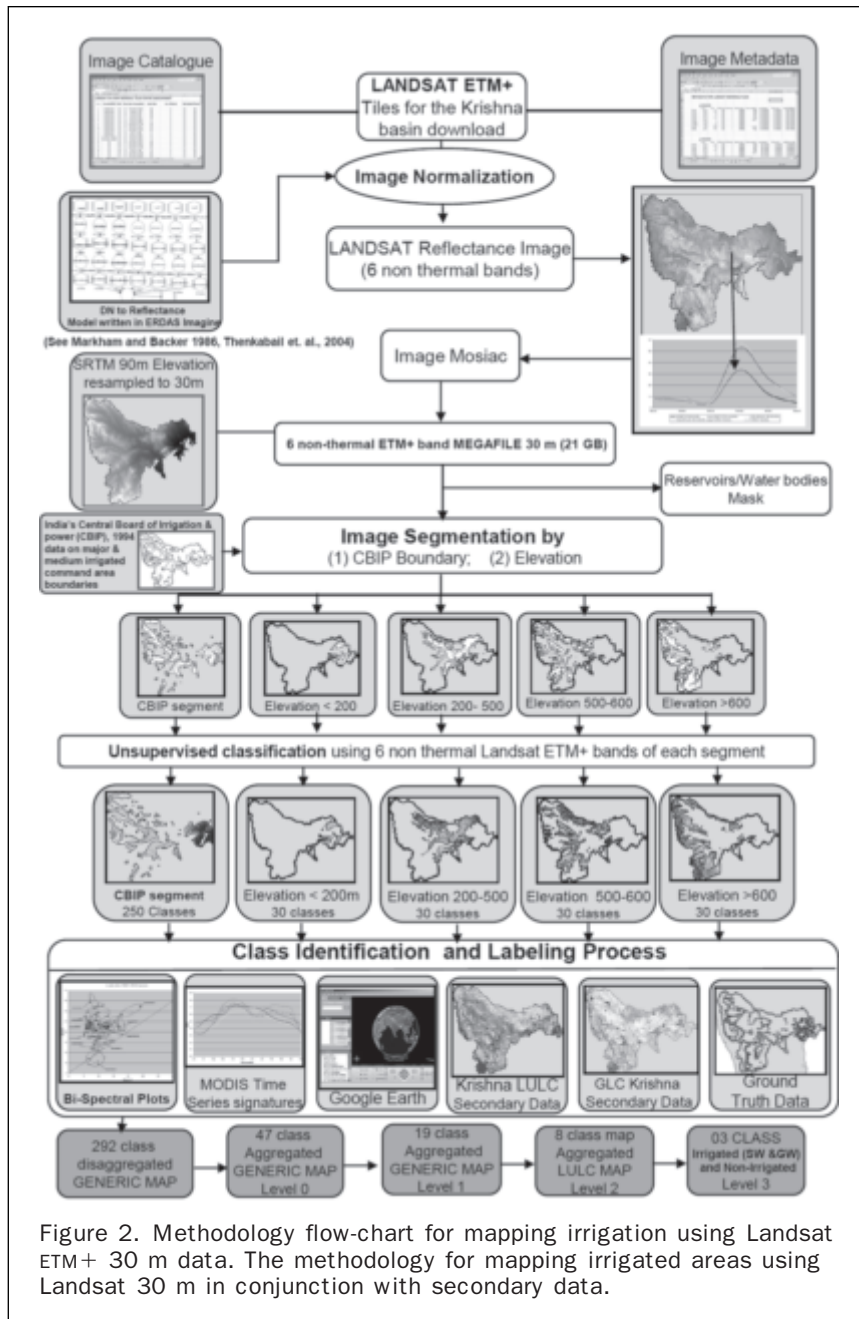 Image Catalogue
LANDSAT ETM+
Tiles for the Krishna
basin download
Image Metadata
Image Normalization
LANDSAT Reflectance Image
(6 non thermal bands)
DN to Reflectance
Model written in ERDAS Imagine
(See Markham and Backer 1986, Thenkabail et. al., 2004)
Image Mosiac
SRTM 90m Elevation
resampled to 30m
6 non-thermal ETM+ band MEGAFILE 30 m (21 GB)
Reservoirs/Water bodies
Mask
India's Central Board of Irrigation &
power (CBIP), 1994
data on major &
medium irrigated
command area
boundaries
Image Segmentation by
(1) CBIP Boundary; (2) Elevation
CBIP segment
Elevation < 200
Elevation 200- 500
Elevation 500-600
Elevation >600
Unsupervised classification using 6 non thermal Landsat ETM+ bands of each segment
CBIP segment
250 Classes
Elevation < 200m
30 classes
Elevation 200-500
30 classes
Elevation 500-600
30 classes
Elevation >600
30 classes
Class Identification and Labeling Process
Bi-Spectral Plots
MODIS Time
Series signatures
Google Earth
Krishna LULC
Secondary Data
GLC Krishna
Secondary Data
Ground
Truth Data
292 class
disaggregated
GENERIC MAP
47 class
Aggregated
GENERIC MAP
Level 0
19 class
Aggregated
GENERIC MAP
Level 1
8 class map
Aggregated
LULC MAP
Level 2
03 CLASS
Irrigated (SW &GW)
and Non-Irrigated
Level 3
Figure 2. Methodology flow-chart for mapping irrigation using Landsat
ETM+ 30 m data. The methodology for mapping irrigated areas using
Landsat 30 m in conjunction with secondary data.